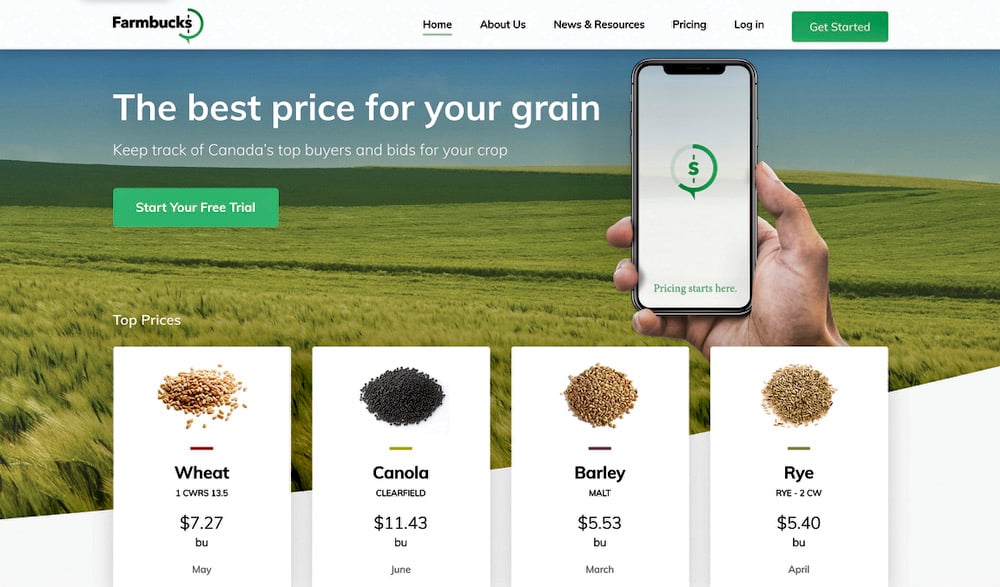 Farmbucks
Home
About Us
News & Resources
Pricing
Log in
Get Started
The best price for your grain
Keep track of Canada's top buyers and bids for your crop
Start Your Free Trial
$
Pricing starts here.
Top Prices
Wheat
1 CWRS 13.5
$7.27
bu
May
Canola
CLEARFIELD
$11.43
bu
June
Barley
MALT
$5.53
bu
March
Rye
RYE - 2 CW
$5.40
bu
April